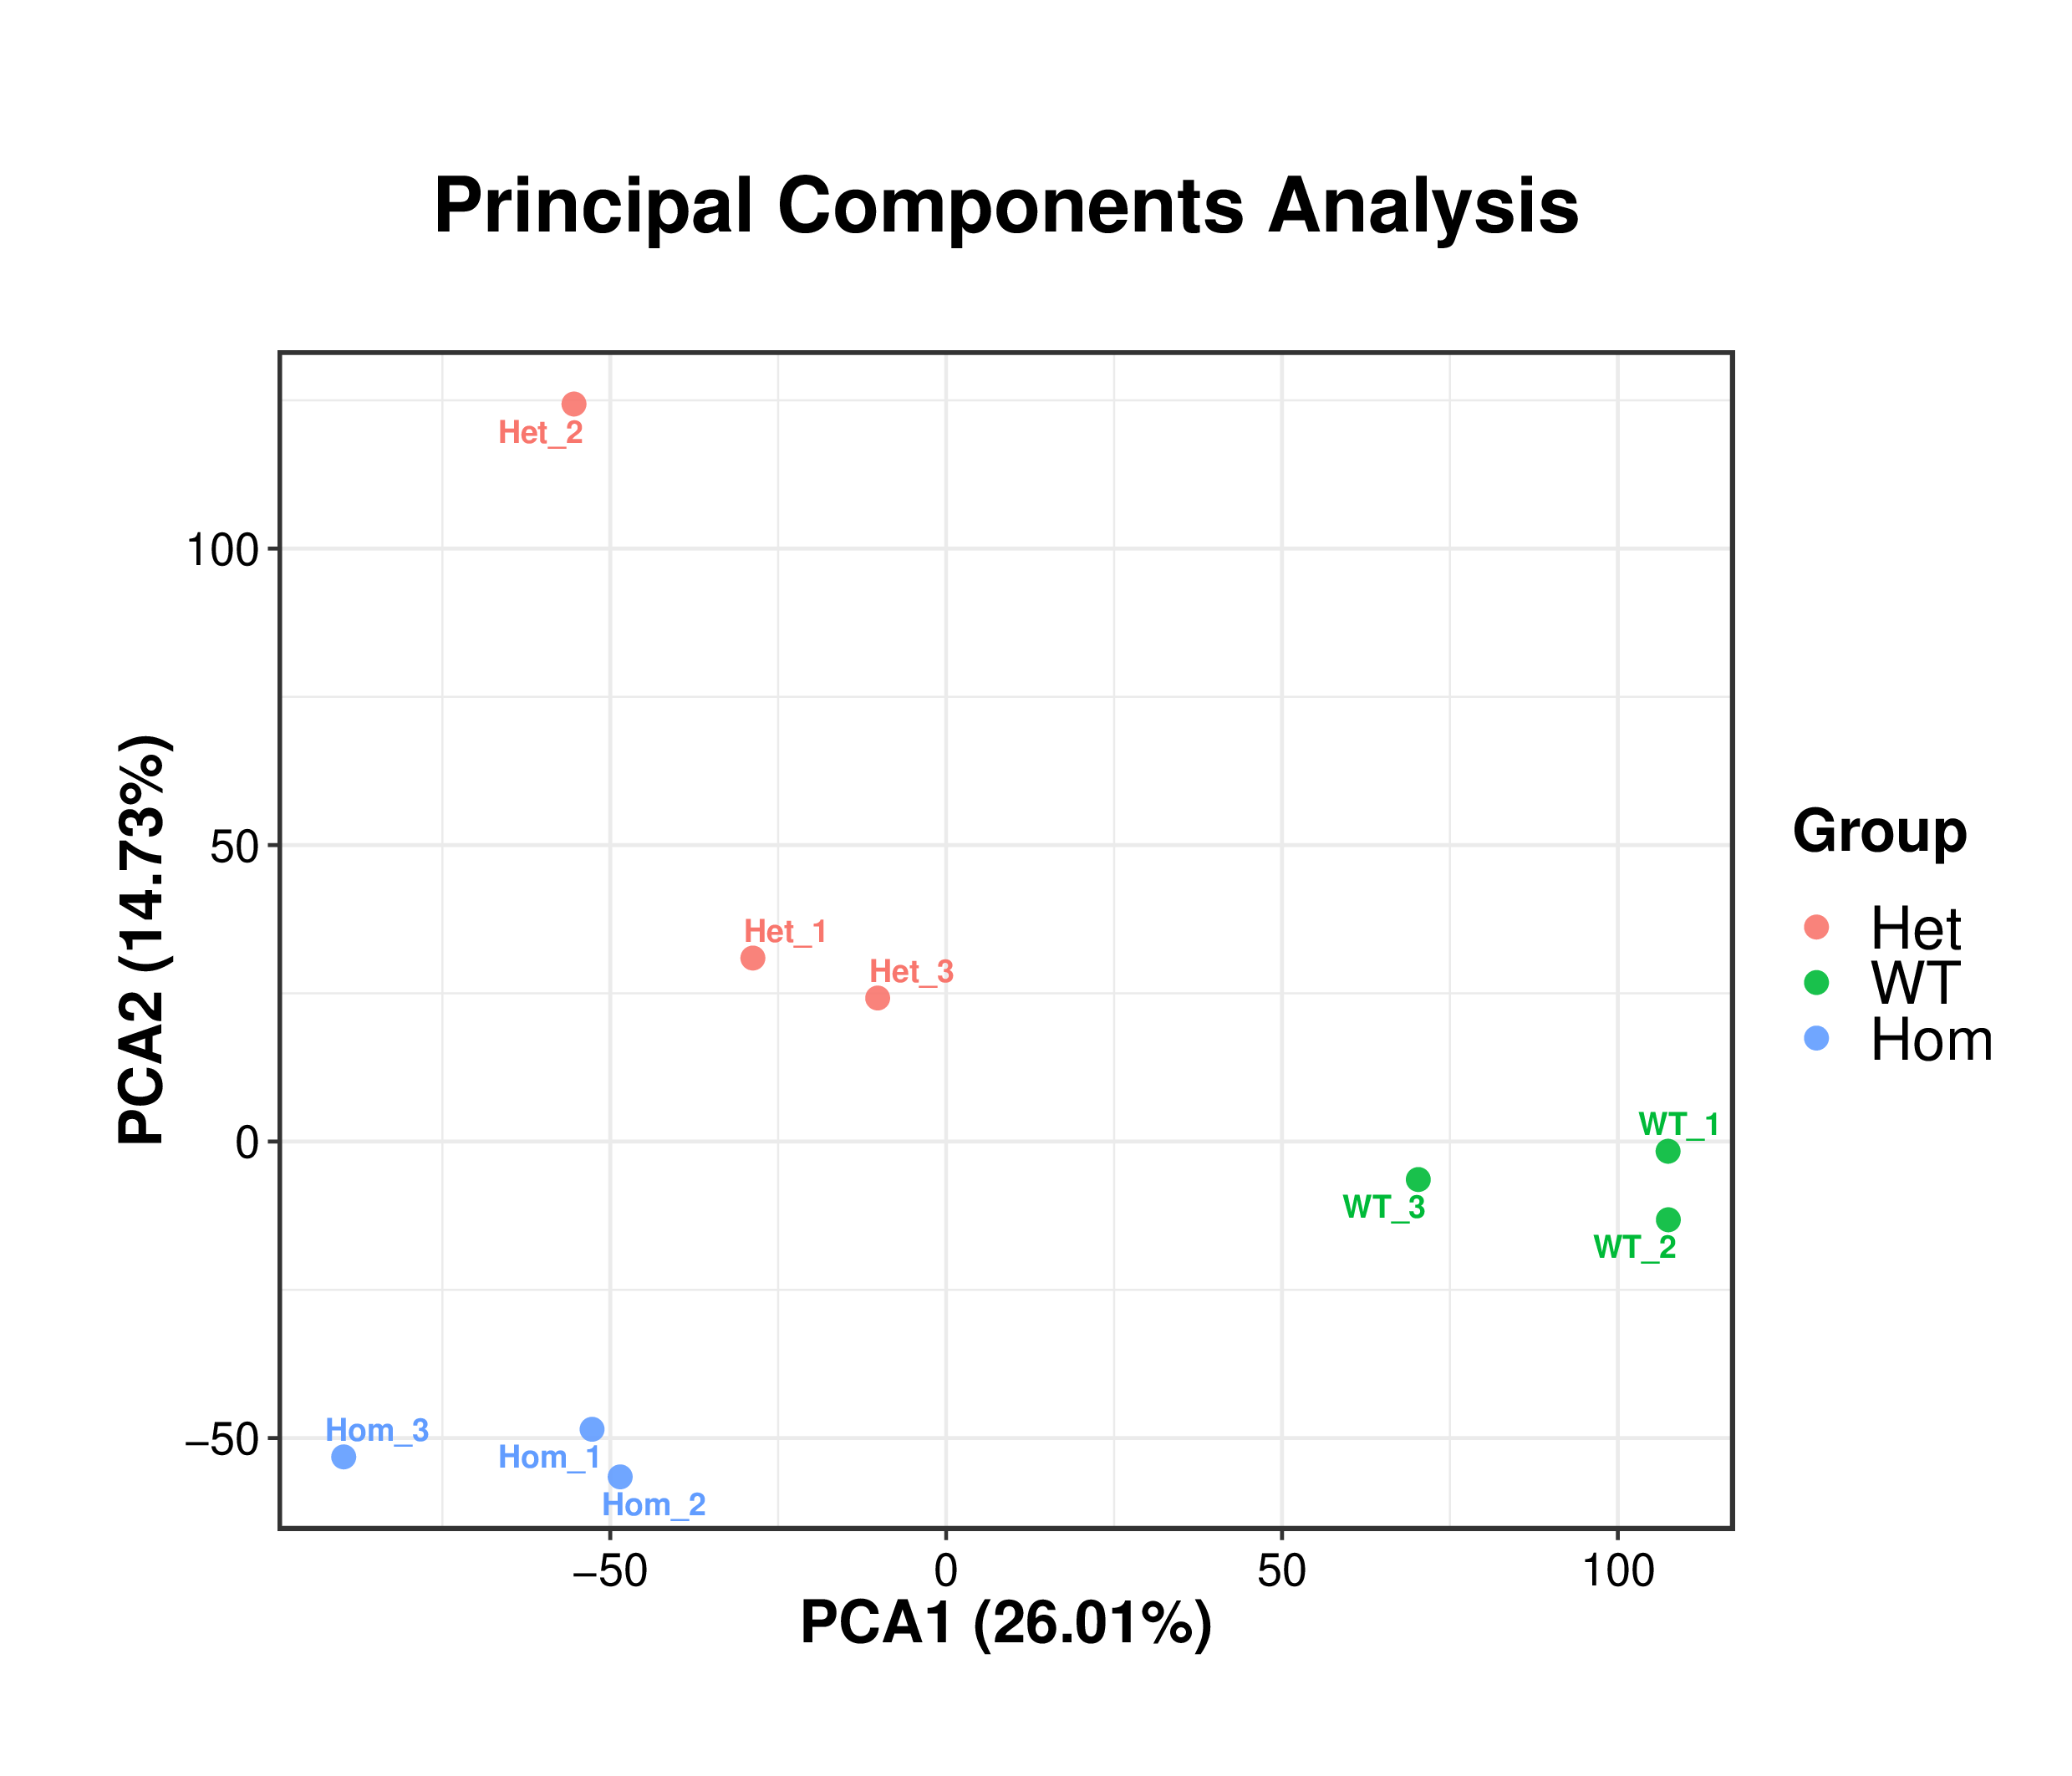 Principal Components Analysis
Het_2
100
PCA2 (14.73%)
50
Group
Het_1
Het
Het_3
WT
Hom
WT_1
0
WT_3
WT_2
Hom_3
−50
Hom_1
Hom_2
−50 0 50 100
PCA1 (26.01%)